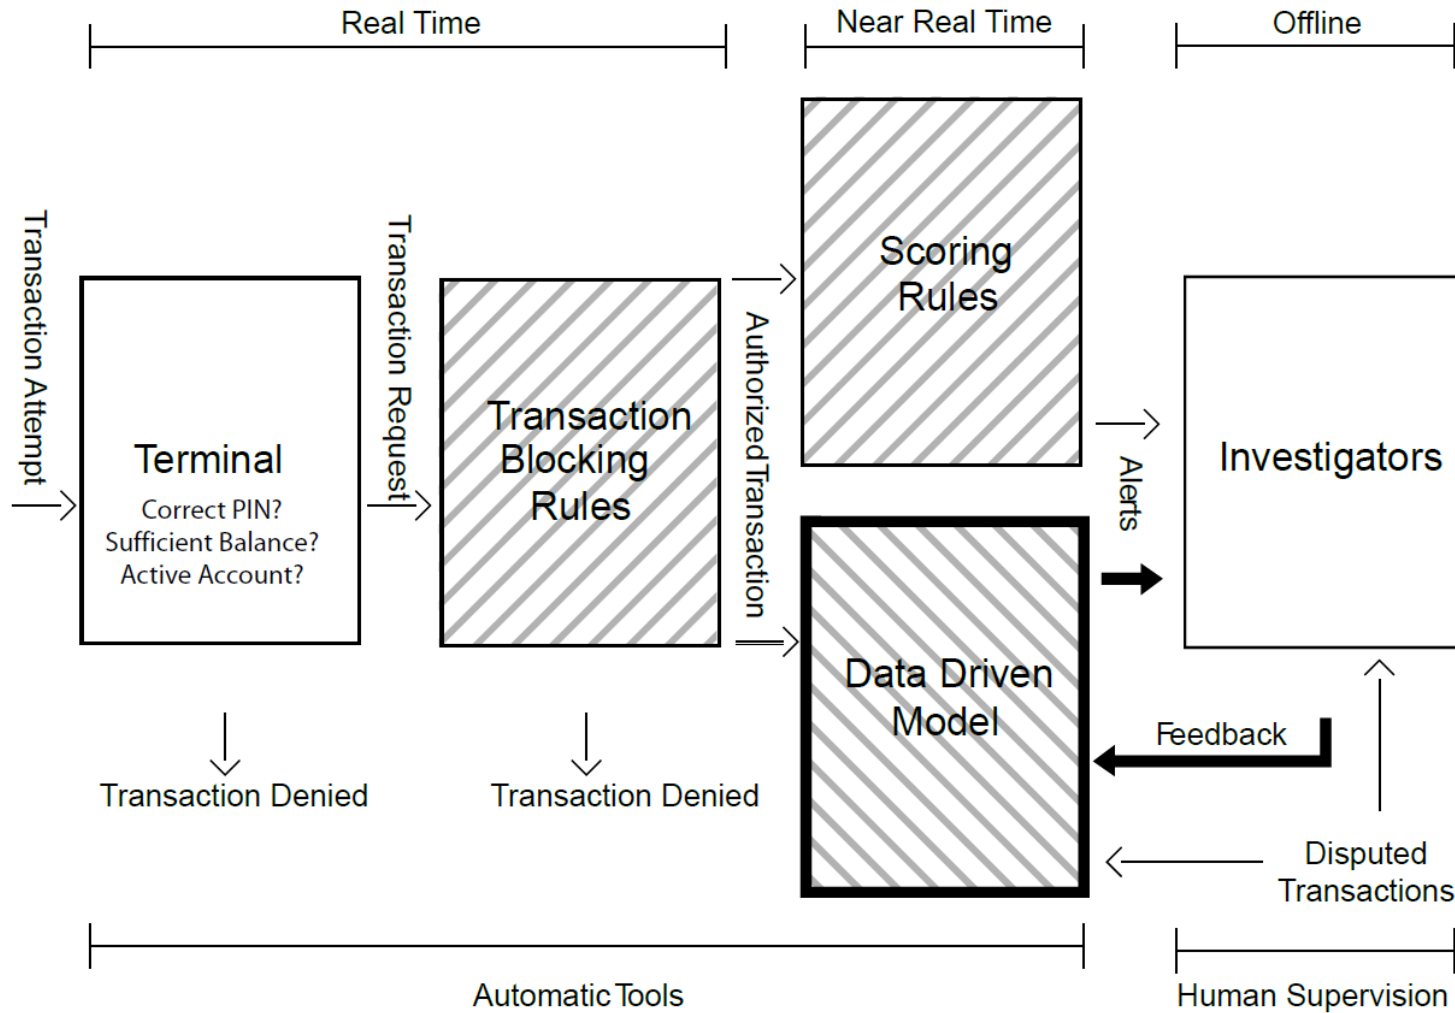 Real Time
Near Real Time
Offline
Transaction Attempt
Terminal
Correct PIN?
Sufficient Balance?
Active Account?
Transaction Request
Transaction
Blocking
Rules
Authorized Transaction
Scoring
Rules
Data Driven
Model
Alerts
Investigators
Feedback
Transaction Denied
Transaction Denied
Disputed
Transactions
Automatic Tools
Human Supervision